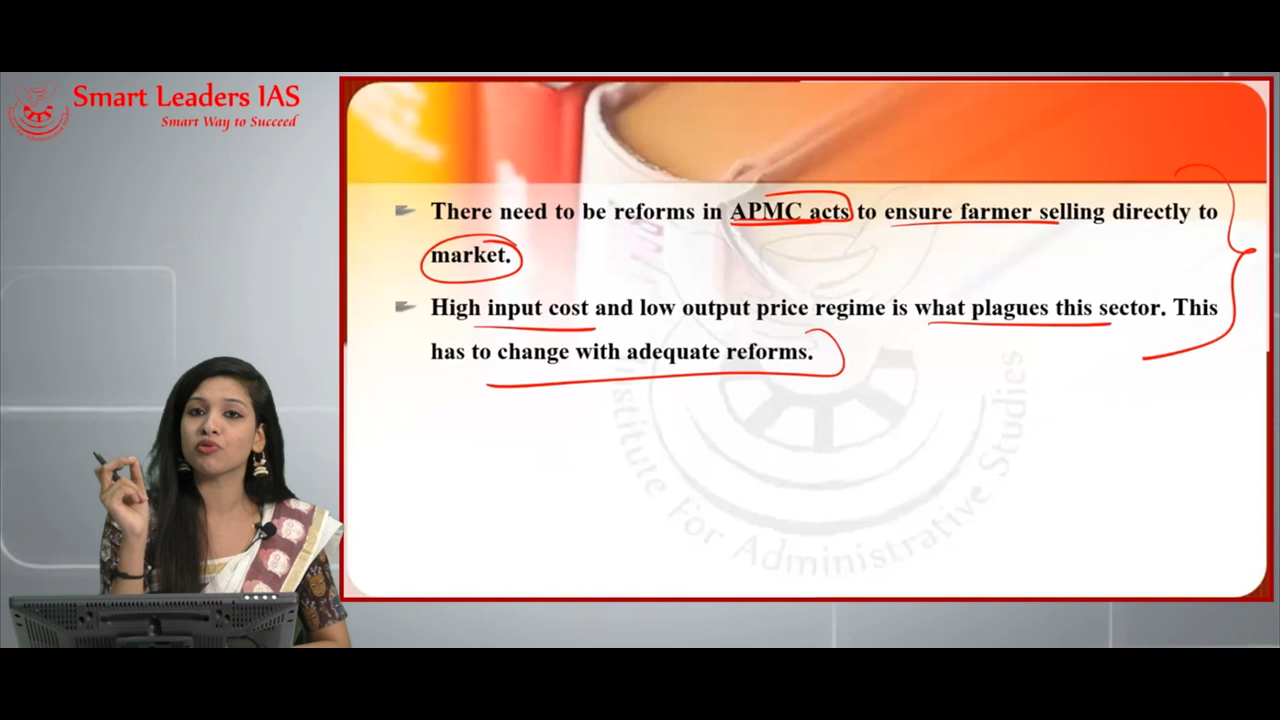 Smart Leaders IAS
Smart Way to Succeed
There need to be reforms in APMC acts to ensure farmer selling directly to
market.
High input cost and low output price regime is what plagues this sector. This
has to change with adequate reforms.
Institute For Administrative Studies